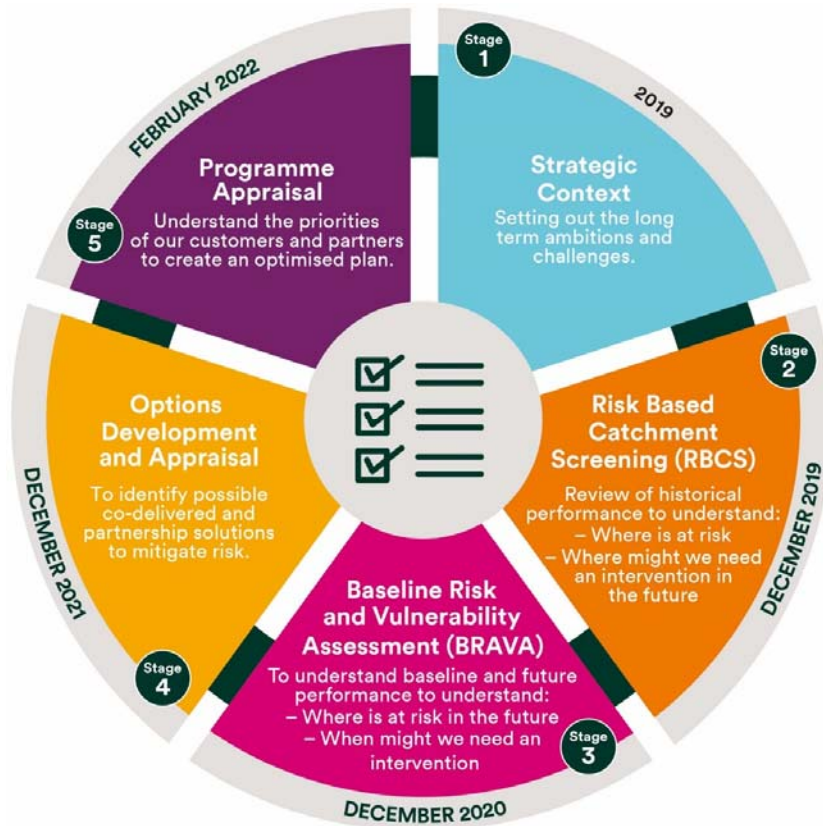 Stage
1
2019
Strategic
Context
Setting out the long
term ambitions and
challenges.
Stage
2
DECEMBER 2019
Risk Based
Catchment
Screening (RBCS)
Review of historical
performance to understand:
– Where is at risk
– Where might we need
an intervention in
the future
Stage
3
DECEMBER 2020
Baseline Risk
and Vulnerability
Assessment (BRAVA)
To understand baseline and future
performance to understand:
– Where is at risk in the future
– When might we need an
intervention
Stage
4
DECEMBER 2021
Options
Development
and Appraisal
To identify possible
co-delivered and
partnership solutions
to mitigate risk.
Stage
5
FEBRUARY 2022
Programme
Appraisal
Understand the priorities
of our customers and partners
to create an optimised plan.